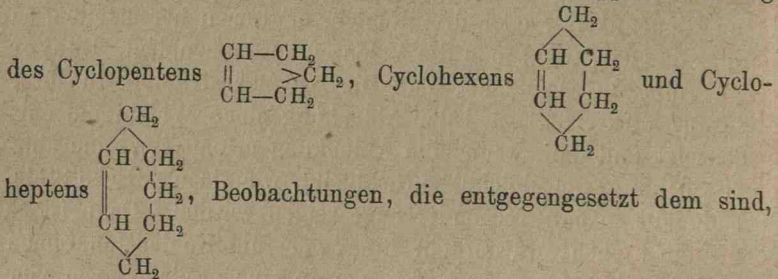 CH₂
CH—CH₂ CH CH₂
des Cyclopentens || >CH₂, Cyclohexens || | und Cyclo-
CH—CH₂ CH CH₂
CH₂ CH₂
CH CH₂
heptens || CH₂, Beobachtungen, die entgegengesetzt dem sind,
CH CH₂
CH₂